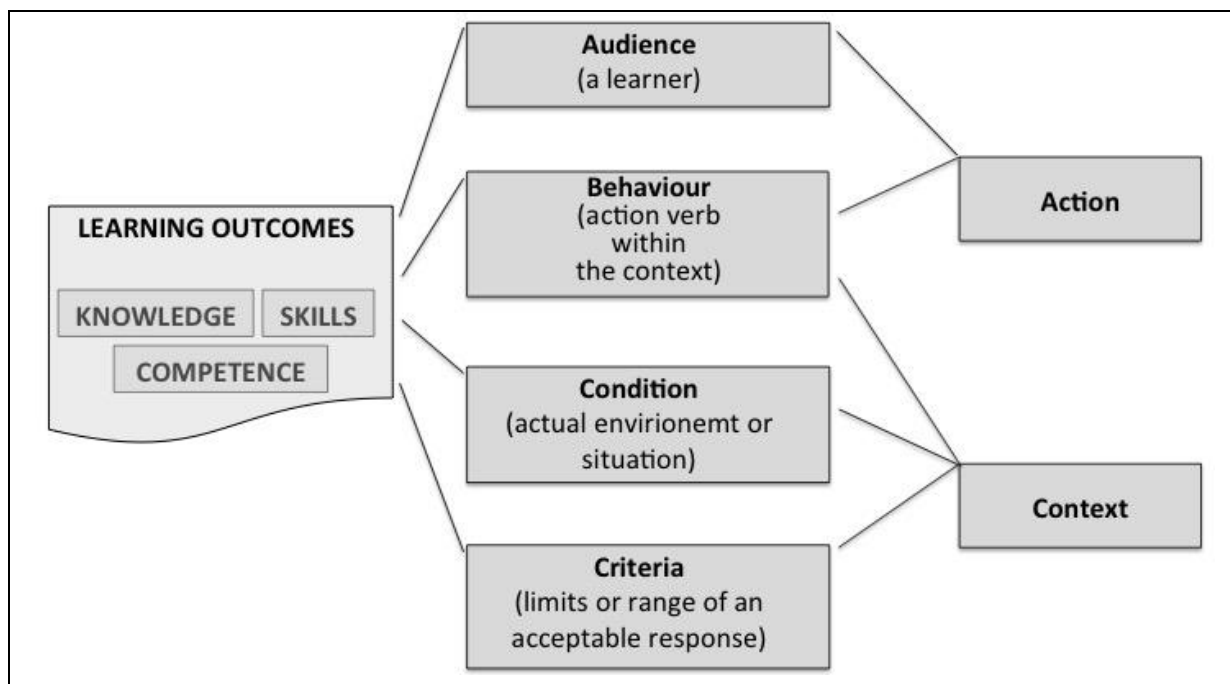 LEARNING OUTCOMES
KNOWLEDGE
SKILLS
COMPETENCE
Audience
(a learner)
Behaviour
(action verb
within
the context)
Condition
(actual envirionemt or
situation)
Criteria
(limits or range of an
acceptable response)
Action
Context